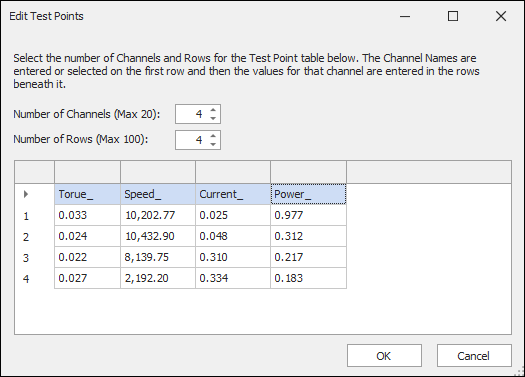 Edit Test Points
Select the number of Channels and Rows for the Test Point table below. The Channel Names are
entered or selected on the first row and then the values for that channel are entered in the rows
beneath it.
Number of Channels (Max 20): 4
Number of Rows (Max 100): 4
Torue_ Speed_ Current_ Power_
1 0.033 10,202.77 0.025 0.977
2 0.024 10,432.90 0.048 0.312
3 0.022 8,139.75 0.310 0.217
4 0.027 2,192.20 0.334 0.183
OK Cancel